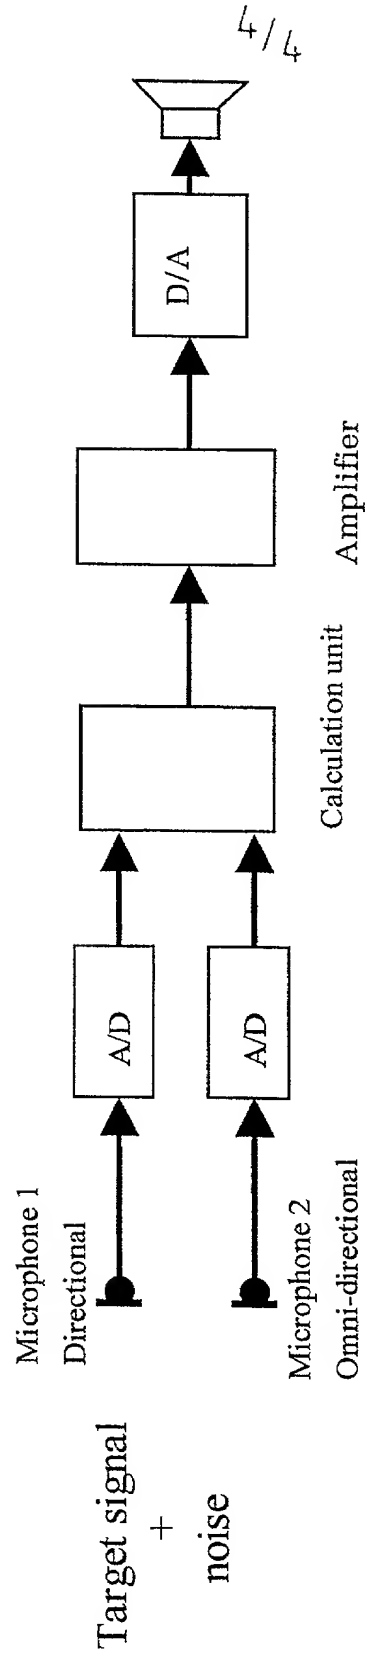 4/4
Target signal
+
noise
Microphone 1
Directional
Microphone 2
Omni-directional
A/D
A/D
Calculation unit
Amplifier
D/A